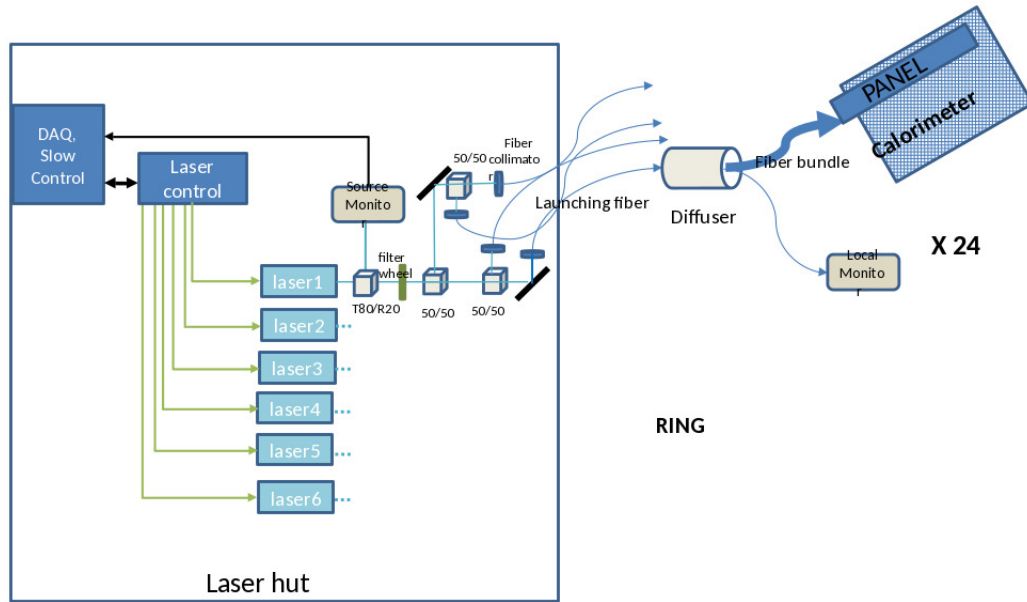 PANEL
Calorimeter
DAQ,
Slow
Control
Laser
control
50/50
Fiber
collimato
r
Source
Monito
r
Fiber bundle
Launching fiber
Diffuser
X 24
filter
wheel
Local
Monito
r
laser1
T80/R20
50/50
50/50
laser2
...
laser3
...
laser4
...
RING
laser5
...
laser6
...
Laser hut